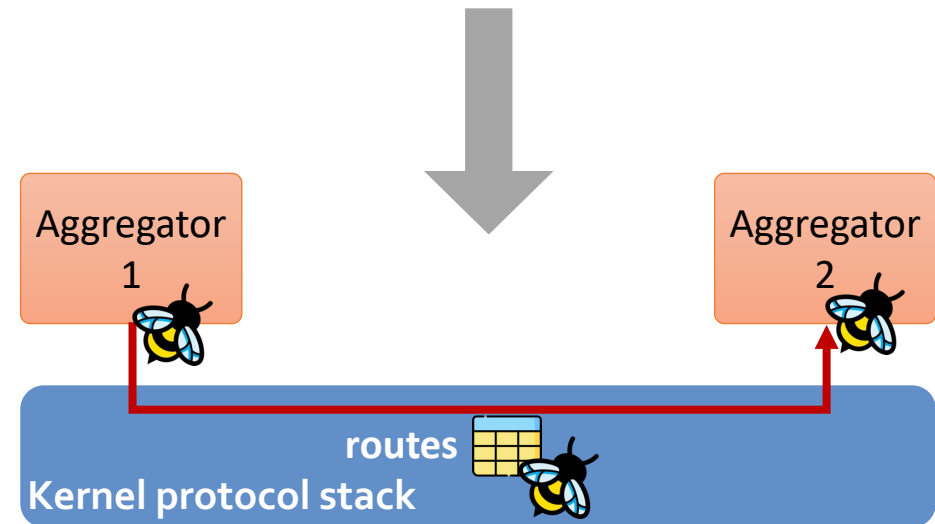 Aggregator
1
Aggregator
2
routes
Kernel protocol stack